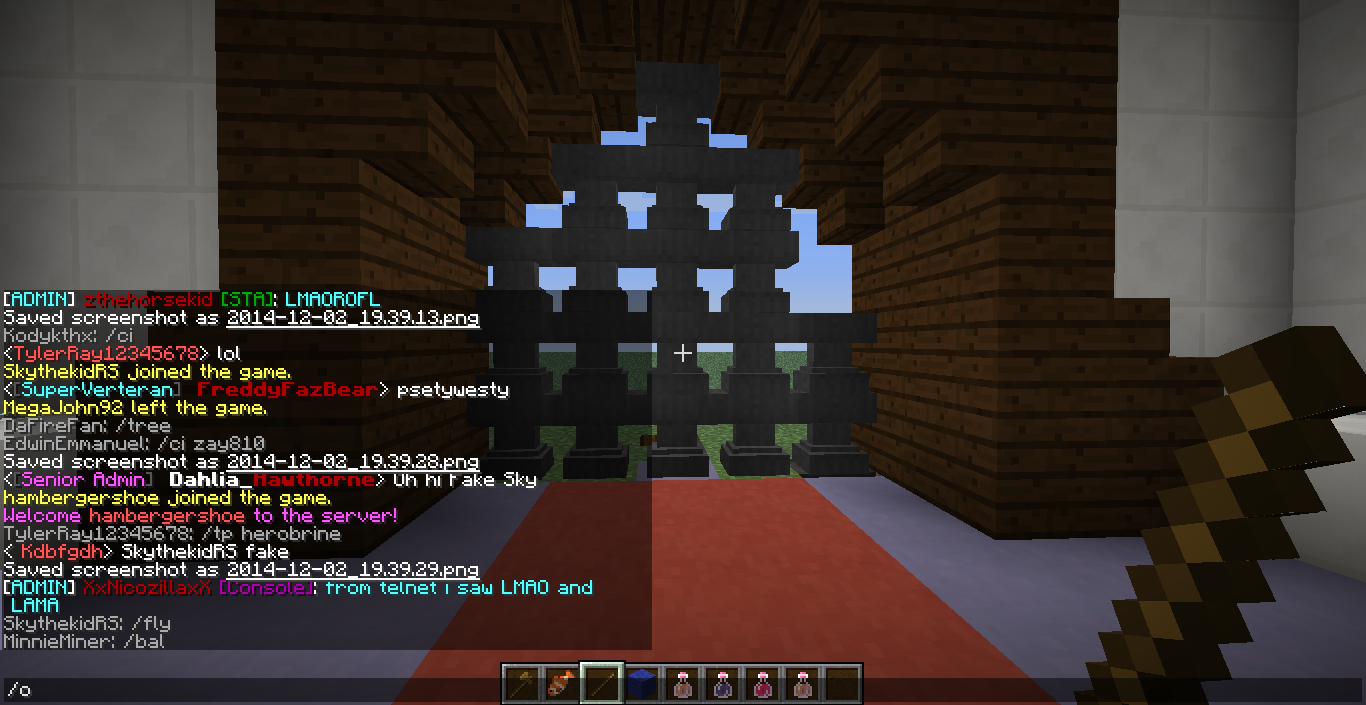 [ADMIN] zthehorsekid [STA]: LMAOROFL
Saved screenshot as 2014-12-02_19.39.13.png
Kodykthx: /ci
<TylerRay12345678> lol
SkythekidRS joined the game.
<[SuperVerteran] FreddyFazBear> psetywesty
MegaJohn92 left the game.
DaFireFan: /tree
EdwinEmmanuel: /ci zay810
Saved screenshot as 2014-12-02_19.39.28.png
<[Senior Admin] Dahlia_Hawthorne> Uh hi Fake Sky
hambergershoe joined the game.
Welcome hambergershoe to the server!
TylerRay12345678: /tp herobrine
< Kdbfgdh> SkythekidRS fake
Saved screenshot as 2014-12-02_19.39.29.png
[ADMIN] XxNicozillaxX [Console]: from telnet i saw LMAO and
LAMA
SkythekidRS: /fly
MinnieMiner: /bal
/o